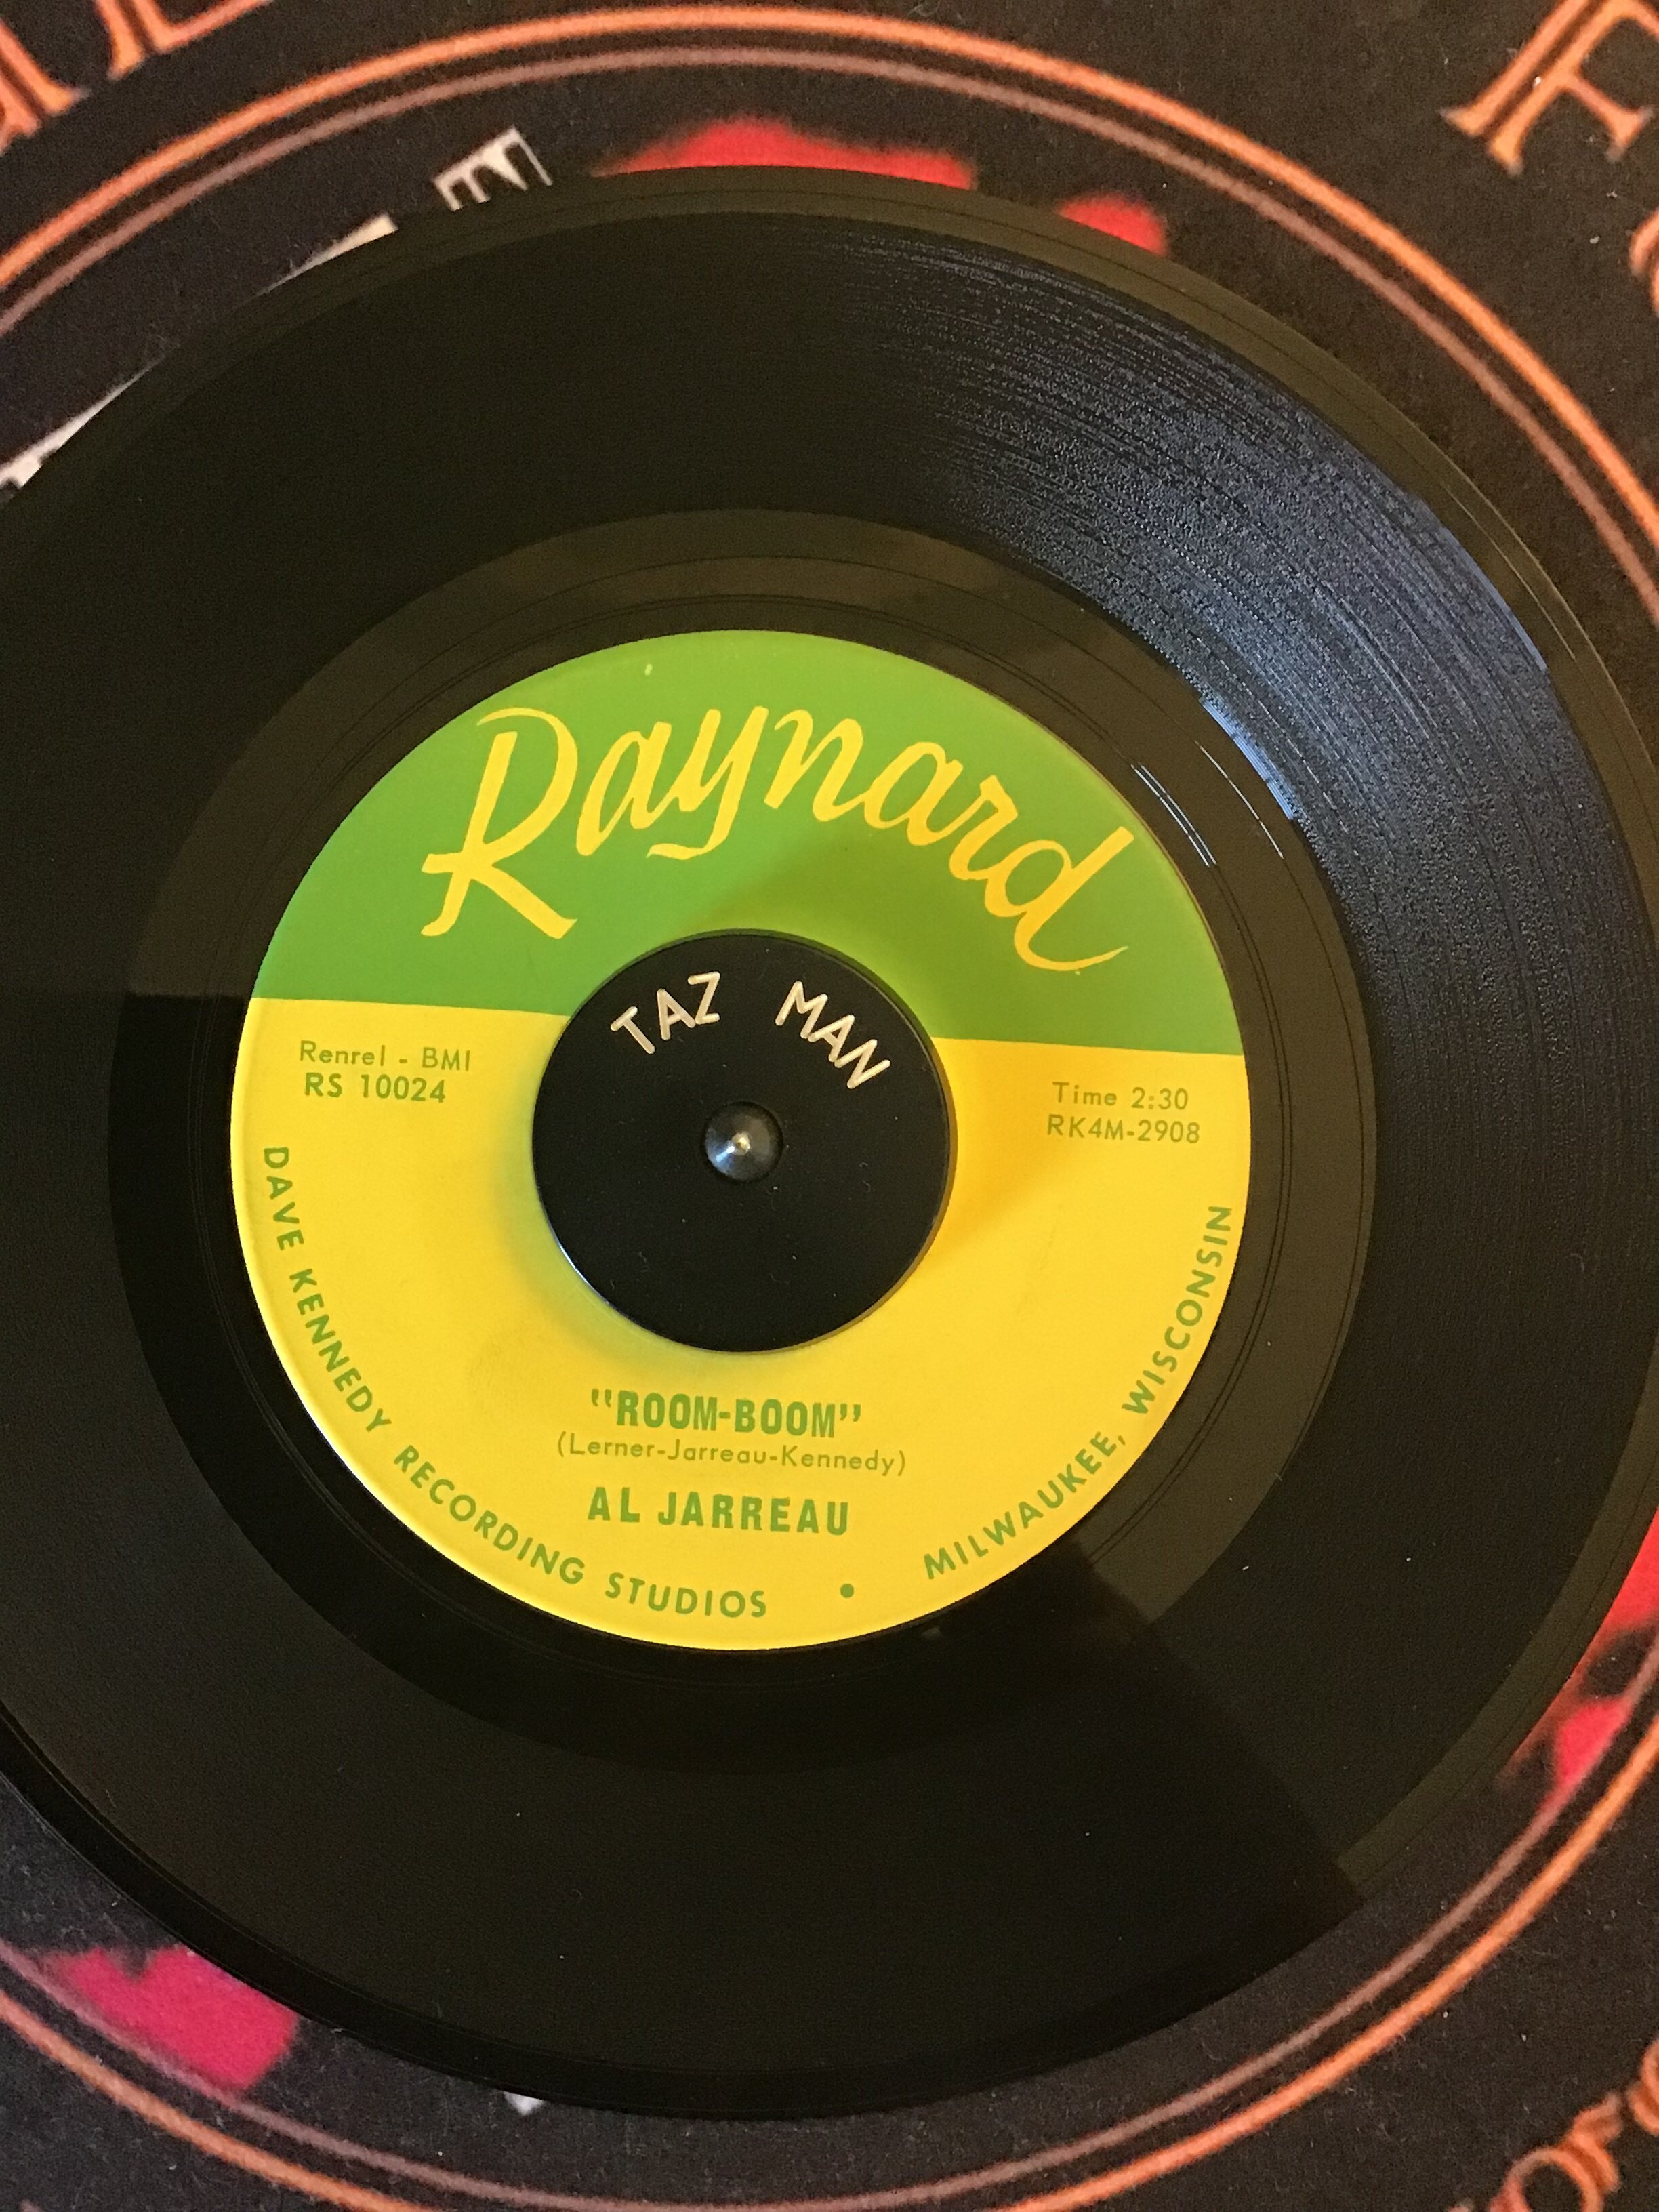 Raynard
TAZ MAN
Renrel - BMI
RS 10024
Time 2:30
RK4M-2908
"ROOM-BOOM"
(Lerner-Jarreau-Kennedy)
AL JARREAU
DAVE KENNEDY RECORDING STUDIOS • MILWAUKEE, WISCONSIN